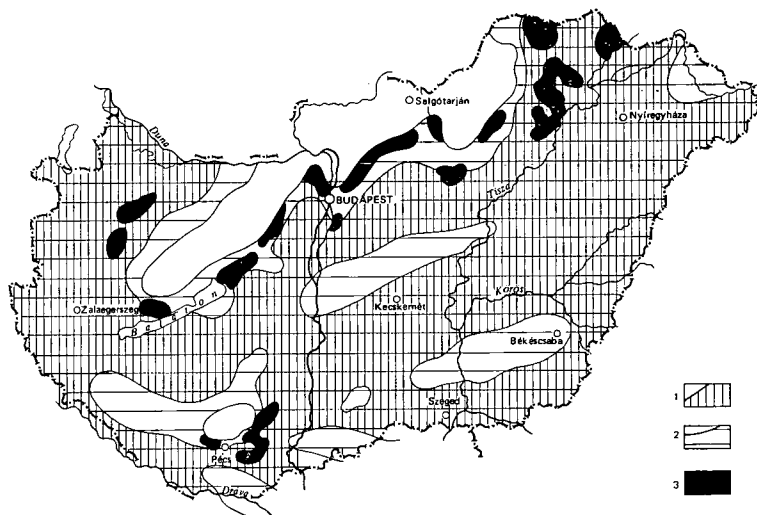 Salgótarján
Nyíregyháza
Duna
Tisza
BUDAPEST
Zalaegerszeg
Balaton
Kecskemét
Körös
Békéscsaba
Szeged
Pécs
Dráva
1
2
3